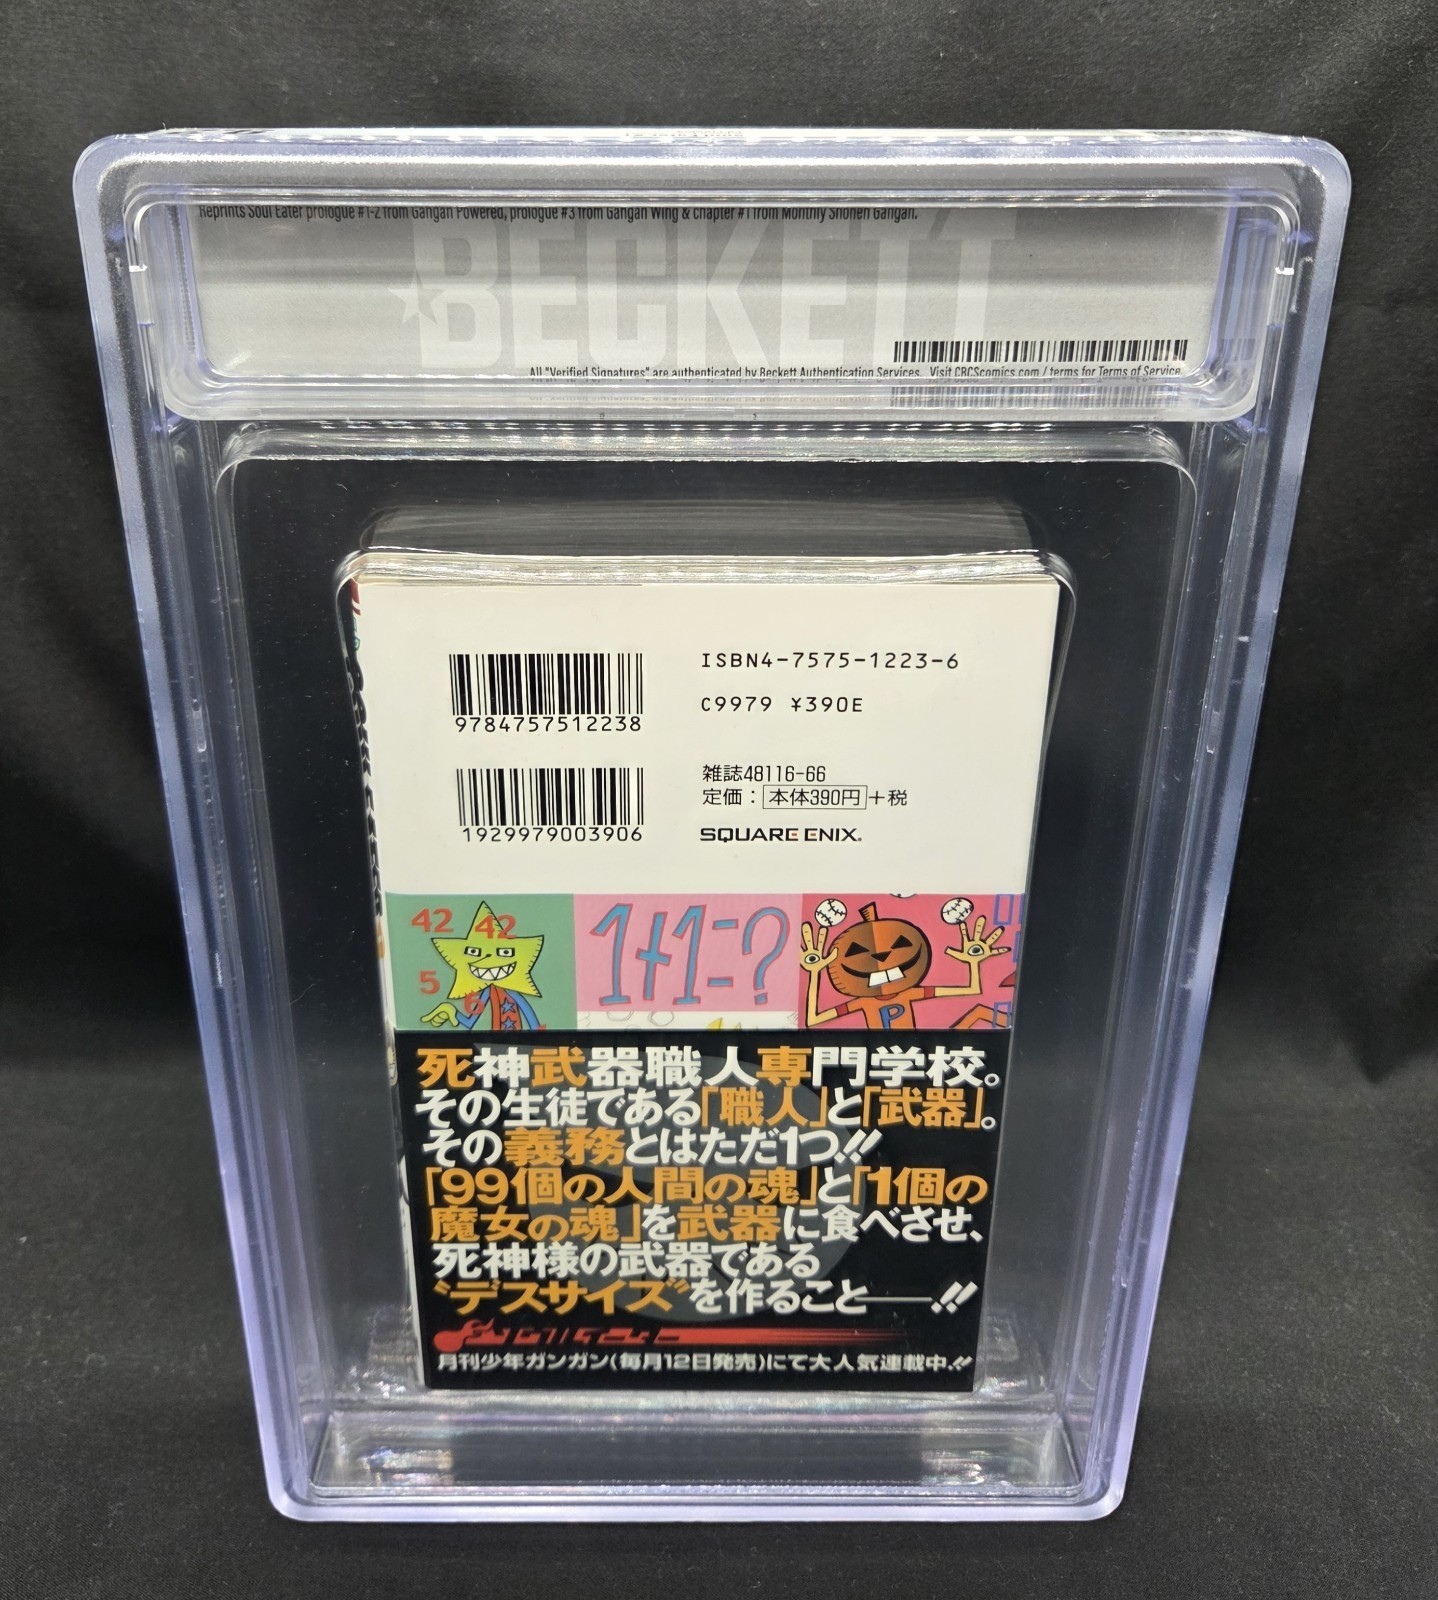 Reprints Soul Eater prologue #1-2 from Gangan Powered, prologue #3 from Gangan Wing & chapter #1 from Monthly Shonen Gangan.
BECKETT
All "Verified Signatures" are authenticated by Beckett Authentication Services. Visit CBCScomics.com / terms for Terms of Service
9784757512238
ISBN4-7575-1223-6
C9979 ¥390E
1929979003906
雑誌48116-66
定価：本体390円＋税
SQUARE ENIX.
42 42
5
6
1+1=?
P
死神武器職人専門学校。
その生徒である「職人」と「武器」。
その義務とはただ1つ!!
「99個の人間の魂」と「1個の
魔女の魂」を武器に食べさせ、
死神様の武器である
〝デスサイズ〟を作ること――!!
月刊少年ガンガン(毎月12日発売)にて大人気連載中!!